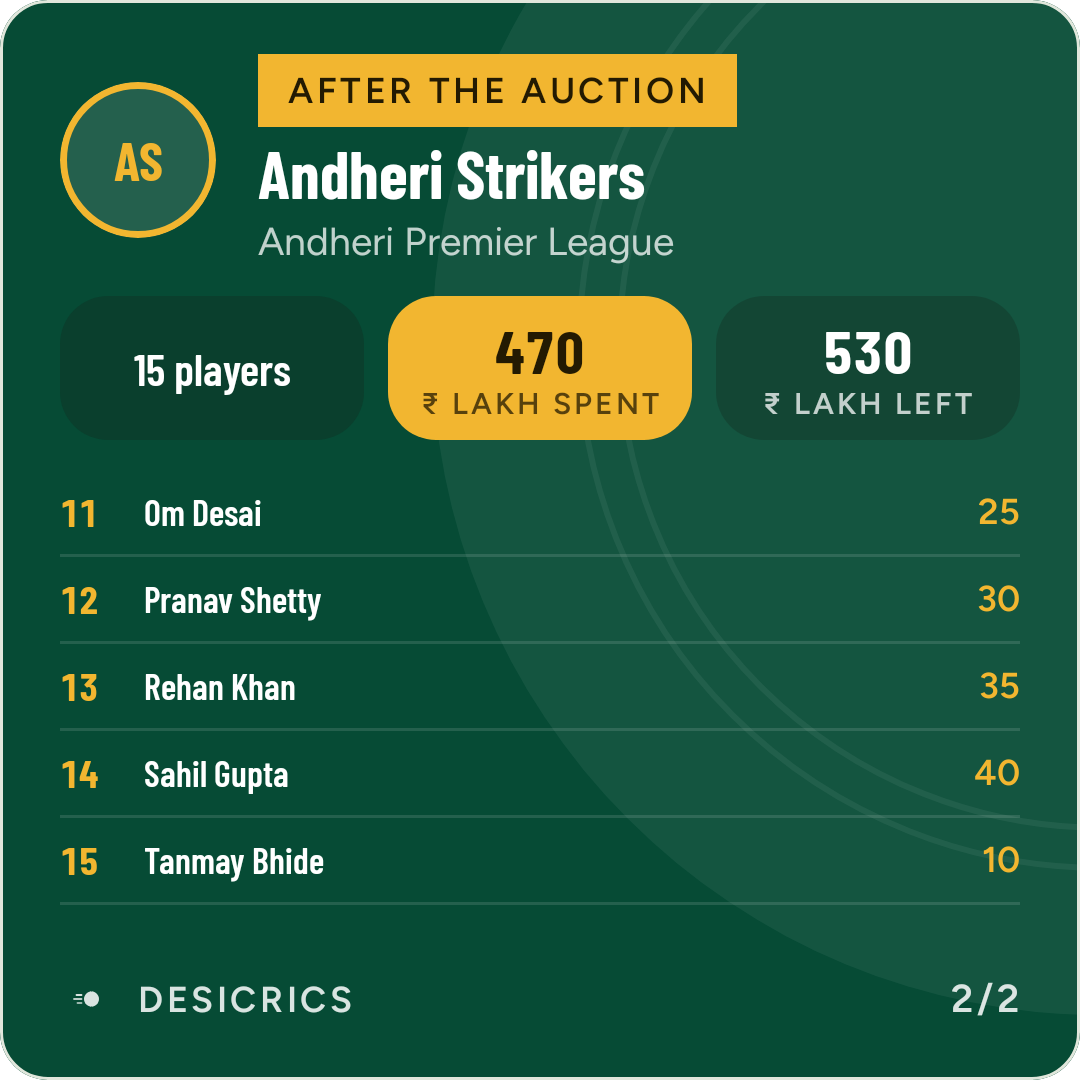 AFTER THE AUCTION
AS
Andheri Strikers
Andheri Premier League
15 players
470
₹ LAKH SPENT
530
₹ LAKH LEFT
11 Om Desai 25
12 Pranav Shetty 30
13 Rehan Khan 35
14 Sahil Gupta 40
15 Tanmay Bhide 10
DESICRICS 2/2